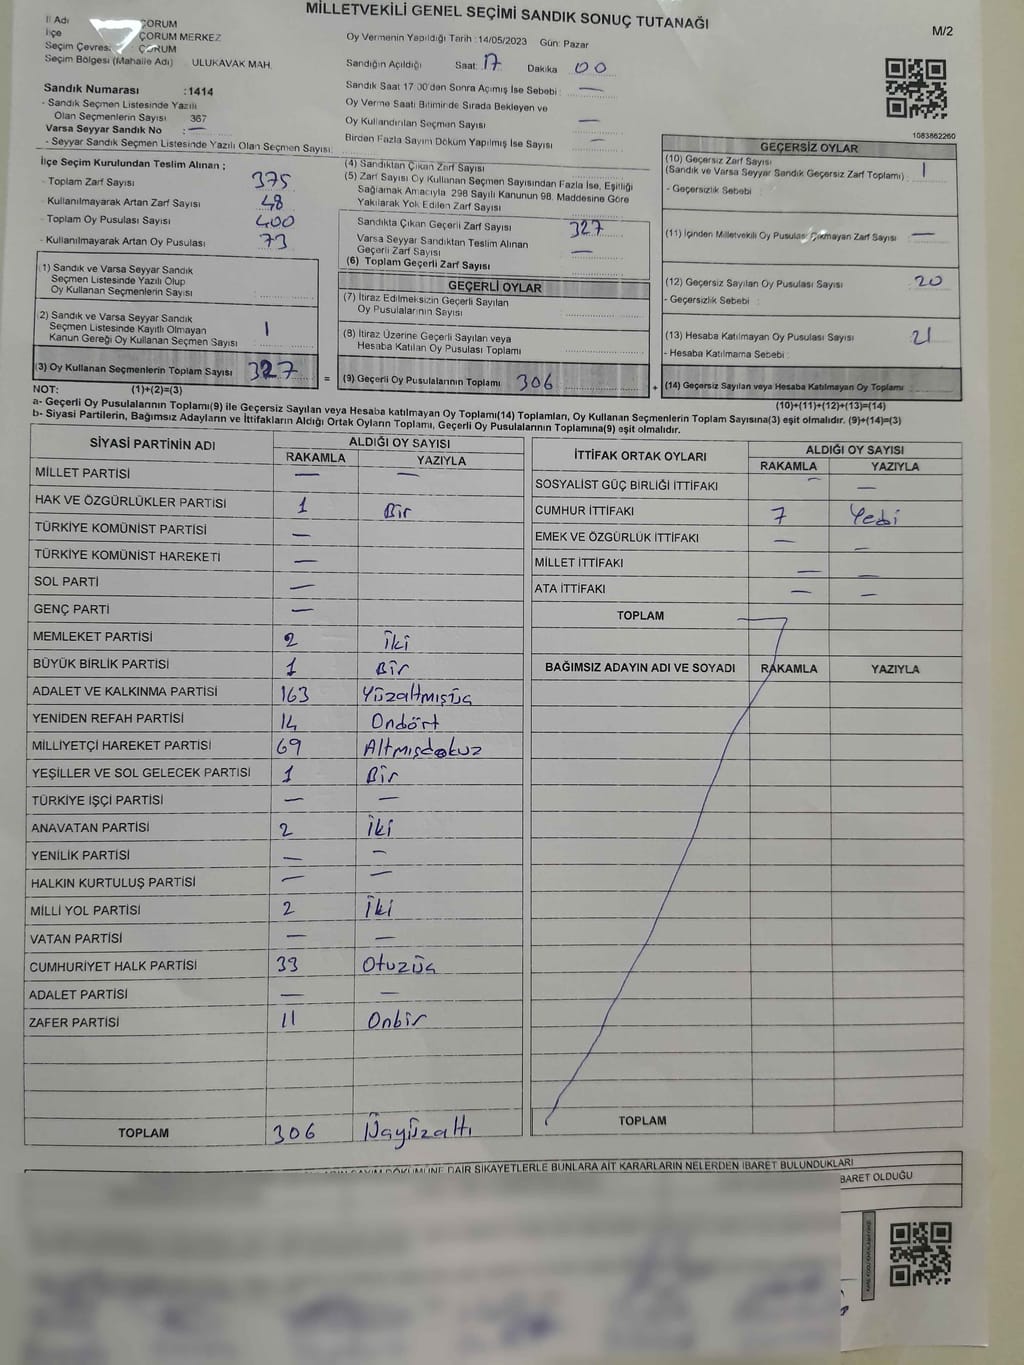 MİLLETVEKİLİ GENEL SEÇİMİ SANDIK SONUÇ TUTANAĞI
M/2
İl Adı ÇORUM
İlçe ÇORUM MERKEZ
Seçim Çevresi ÇORUM
Seçim Bölgesi (Mahalle Adı) ULUKAVAK MAH.
Oy Vermenin Yapıldığı Tarih :14/05/2023 Gün: Pazar
Sandığın Açıldığı Saat: 17 Dakika 00
Sandık Saat 17:00'den Sonra Açımış İse Sebebi : —
Oy Verme Saati Bitiminde Sırada Bekleyen ve
Oy Kullandırılan Seçmen Sayısı —
Birden Fazla Sayım Döküm Yapılmış İse Sayısı —
Sandık Numarası :1414
- Sandık Seçmen Listesinde Yazılı
Olan Seçmenlerin Sayısı 367
Varsa Seyyar Sandık No : —
- Seyyar Sandık Seçmen Listesinde Yazılı Olan Seçmen Sayısı:
1083862260
İlçe Seçim Kurulundan Teslim Alınan ;
- Toplam Zarf Sayısı 375
- Kullanılmayarak Artan Zarf Sayısı 48
- Toplam Oy Pusulası Sayısı 400
- Kullanılmayarak Artan Oy Pusulası 73
(1) Sandık ve Varsa Seyyar Sandık
Seçmen Listesinde Yazılı Olup
Oy Kullanan Seçmenlerin Sayısı
2) Sandık ve Varsa Seyyar Sandık
Seçmen Listesinde Kayıtlı Olmayan
Kanun Gereği Oy Kullanan Seçmen Sayısı 1
(3) Oy Kullanan Seçmenlerin Toplam Sayısı 327
(1)+(2)=(3)
(4) Sandıktan Çıkan Zarf Sayısı
(5) Zarf Sayısı Oy Kullanan Seçmen Sayısından Fazla İse, Eşitliği
Sağlamak Amacıyla 298 Sayılı Kanunun 98. Maddesine Göre
Yakılarak Yok Edilen Zarf Sayısı
Sandıkta Çıkan Geçerli Zarf Sayısı 327
Varsa Seyyar Sandıktan Teslim Alınan
Geçerli Zarf Sayısı —
(6) Toplam Geçerli Zarf Sayısı
GEÇERLİ OYLAR
(7) İtiraz Edilmeksizin Geçerli Sayılan
Oy Pusulalarının Sayısı
(8) İtiraz Üzerine Geçerli Sayılan veya
Hesaba Katılan Oy Pusulası Toplamı
= (9) Geçerli Oy Pusulalarının Toplamı 306
GEÇERSİZ OYLAR
(10) Geçersiz Zarf Sayısı
(Sandık ve Varsa Seyyar Sandık Geçersiz Zarf Toplamı) : 1
- Geçersizlik Sebebi
(11) İçinden Milletvekili Oy Pusulası Çıkmayan Zarf Sayısı —
(12) Geçersiz Sayılan Oy Pusulası Sayısı 20
- Geçersizlik Sebebi :
(13) Hesaba Katılmayan Oy Pusulası Sayısı 21
- Hesaba Katılmama Sebebi :
+ (14) Geçersiz Sayılan veya Hesaba Katılmayan Oy Toplamı
(10)+(11)+(12)+(13)=(14)
NOT:
a- Geçerli Oy Pusulalarının Toplamı(9) ile Geçersiz Sayılan veya Hesaba katılmayan Oy Toplamı(14) Toplamları, Oy Kullanan Seçmenlerin Toplam Sayısına(3) eşit olmalıdır. (9)+(14)=(3)
b- Siyasi Partilerin, Bağımsız Adayların ve İttifakların Aldığı Ortak Oyların Toplamı, Geçerli Oy Pusulalarının Toplamına(9) eşit olmalıdır.
SİYASİ PARTİNİN ADI ALDIĞI OY SAYISI
RAKAMLA YAZIYLA
MİLLET PARTİSİ — —
HAK VE ÖZGÜRLÜKLER PARTİSİ 1 Bir
TÜRKİYE KOMÜNİST PARTİSİ —
TÜRKİYE KOMÜNİST HAREKETİ —
SOL PARTİ —
GENÇ PARTİ —
MEMLEKET PARTİSİ 2 İki
BÜYÜK BİRLİK PARTİSİ 1 Bir
ADALET VE KALKINMA PARTİSİ 163 Yüzaltmışüç
YENİDEN REFAH PARTİSİ 14 Ondört
MİLLİYETÇİ HAREKET PARTİSİ 69 Altmışdokuz
YEŞİLLER VE SOL GELECEK PARTİSİ 1 Bir
TÜRKİYE İŞÇİ PARTİSİ — —
ANAVATAN PARTİSİ 2 İki
YENİLİK PARTİSİ — —
HALKIN KURTULUŞ PARTİSİ — —
MİLLİ YOL PARTİSİ 2 İki
VATAN PARTİSİ — —
CUMHURİYET HALK PARTİSİ 33 Otuzüç
ADALET PARTİSİ — —
ZAFER PARTİSİ 11 Onbir
TOPLAM 306 Üçyüzaltı
İTTİFAK ORTAK OYLARI ALDIĞI OY SAYISI
RAKAMLA YAZIYLA
SOSYALİST GÜÇ BİRLİĞİ İTTİFAKI — —
CUMHUR İTTİFAKI 7 Yedi
EMEK VE ÖZGÜRLÜK İTTİFAKI — —
MİLLET İTTİFAKI — —
ATA İTTİFAKI — —
TOPLAM
BAĞIMSIZ ADAYIN ADI VE SOYADI RAKAMLA YAZIYLA
TOPLAM
DAİR ŞİKAYETLERLE BUNLARA AİT KARARLARIN NELERDEN İBARET BULUNDUKLARI
BARET OLDUĞU